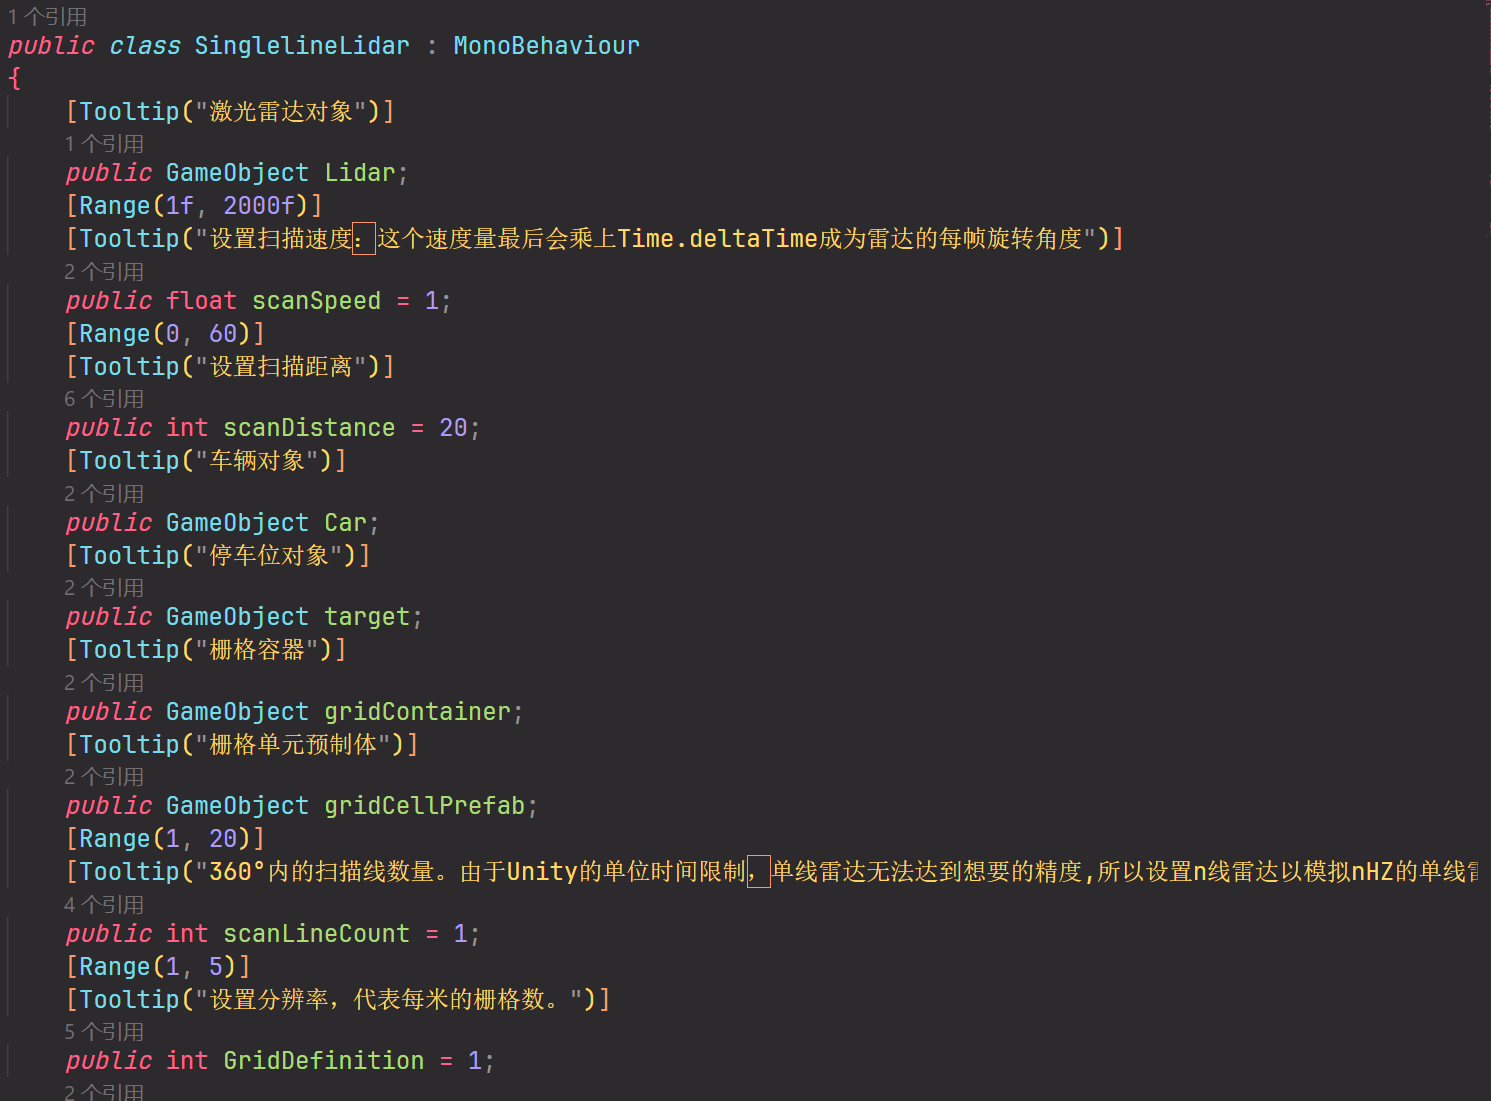 1 个引用
public class SinglelineLidar : MonoBehaviour
{
[Tooltip("激光雷达对象")]
1 个引用
public GameObject Lidar;
[Range(1f, 2000f)]
[Tooltip("设置扫描速度：这个速度量最后会乘上Time.deltaTime成为雷达的每帧旋转角度")]
2 个引用
public float scanSpeed = 1;
[Range(0, 60)]
[Tooltip("设置扫描距离")]
6 个引用
public int scanDistance = 20;
[Tooltip("车辆对象")]
2 个引用
public GameObject Car;
[Tooltip("停车位对象")]
2 个引用
public GameObject target;
[Tooltip("栅格容器")]
2 个引用
public GameObject gridContainer;
[Tooltip("栅格单元预制体")]
2 个引用
public GameObject gridCellPrefab;
[Range(1, 20)]
[Tooltip("360°内的扫描线数量。由于Unity的单位时间限制，单线雷达无法达到想要的精度,所以设置n线雷达以模拟nHZ的单线雷
4 个引用
public int scanLineCount = 1;
[Range(1, 5)]
[Tooltip("设置分辨率，代表每米的栅格数。")]
5 个引用
public int GridDefinition = 1;
2 个引用